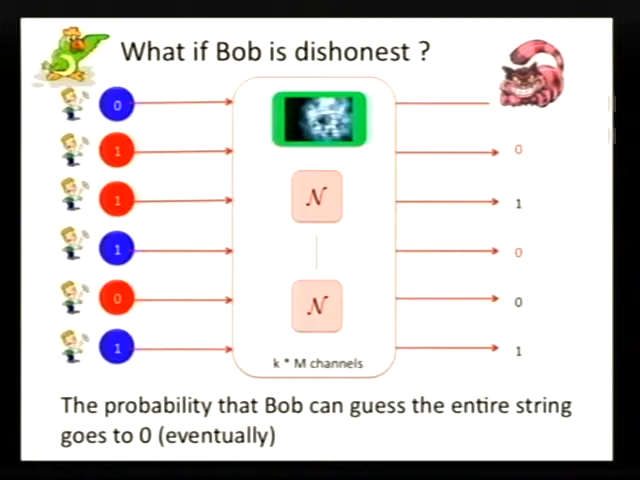 What if Bob is dishonest ?
0
1
0
1
N
1
1
0
0
N
0
1
1
k * M channels
The probability that Bob can guess the entire string
goes to 0 (eventually)